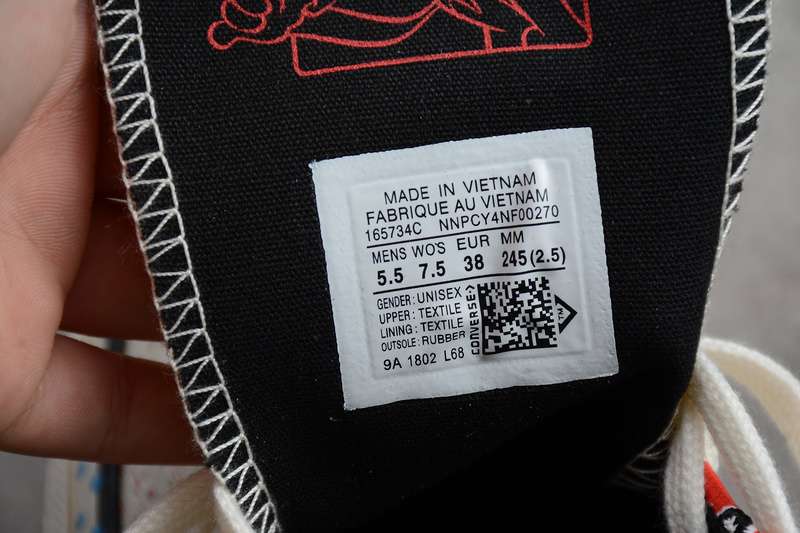 MADE IN VIETNAM
FABRIQUE AU VIETNAM
165734C NNPCY4NF00270
MENS WO'S EUR MM
5.5 7.5 38 245(2.5)
GENDER: UNISEX
UPPER: TEXTILE
LINING: TEXTILE
OUTSOLE: RUBBER
CONVERSE
TM
9A 1802 L68